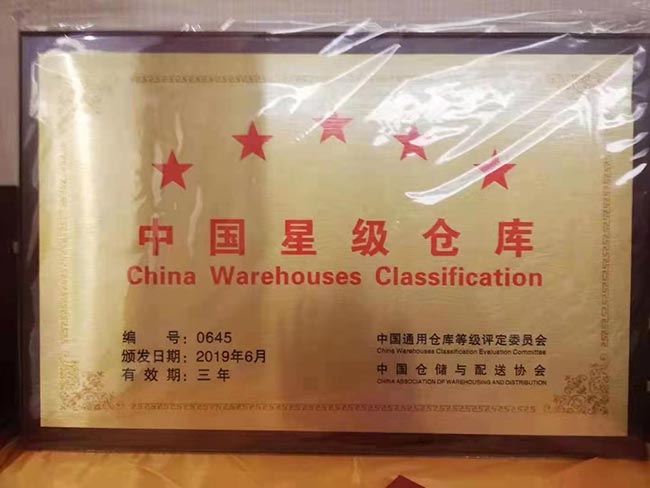 中国星级仓库
China Warehouses Classification
编 号：0645
颁发日期：2019年6月
有 效 期：三 年
中国通用仓库等级评定委员会
China Warehouses Classification Evaluation Committee
中国仓储与配送协会
CHINA ASSOCIATION OF WAREHOUSING AND DISTRIBUTION